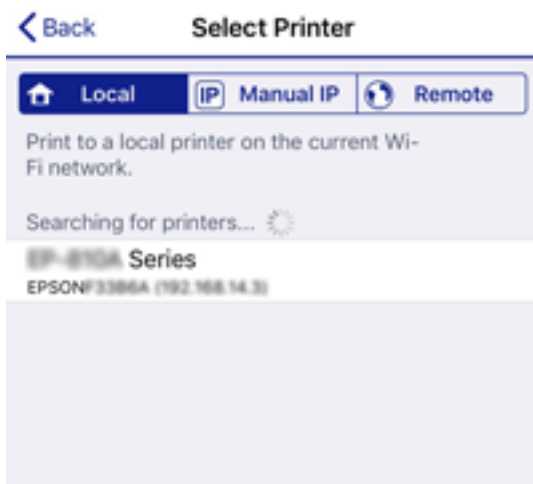 Back Select Printer
Local IP Manual IP Remote
Print to a local printer on the current Wi-
Fi network.
Searching for printers...
Series
EPSON